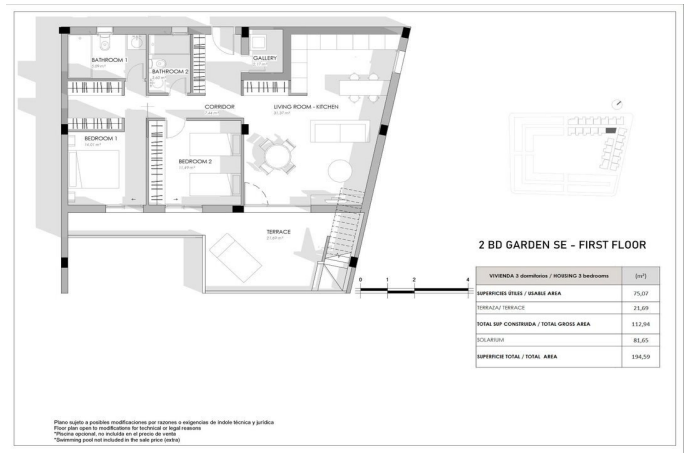 BATHROOM 1
BATHROOM 2
GALLERY
CORRIDOR
LIVING ROOM - KITCHEN
BEDROOM 1
BEDROOM 2
TERRACE
0 1 2 4
2 BD GARDEN SE - FIRST FLOOR
VIVIENDA 3 dormitorios / HOUSING 3 bedrooms (m²)
SUPERFICIES ÚTILES / USABLE AREA 75,07
TERRAZA/ TERRACE 21,69
TOTAL SUP CONSTRUIDA / TOTAL GROSS AREA 112,94
SOLARIUM 81,65
SUPERFICIE TOTAL / TOTAL AREA 194,59
Plano sujeto a posibles modificaciones por razones o exigencias de índole técnica y jurídica
Floor plan open to modifications for technical or legal reasons
*Piscina opcional, no incluida en el precio de venta
*Swimming pool not included in the sale price (extra)